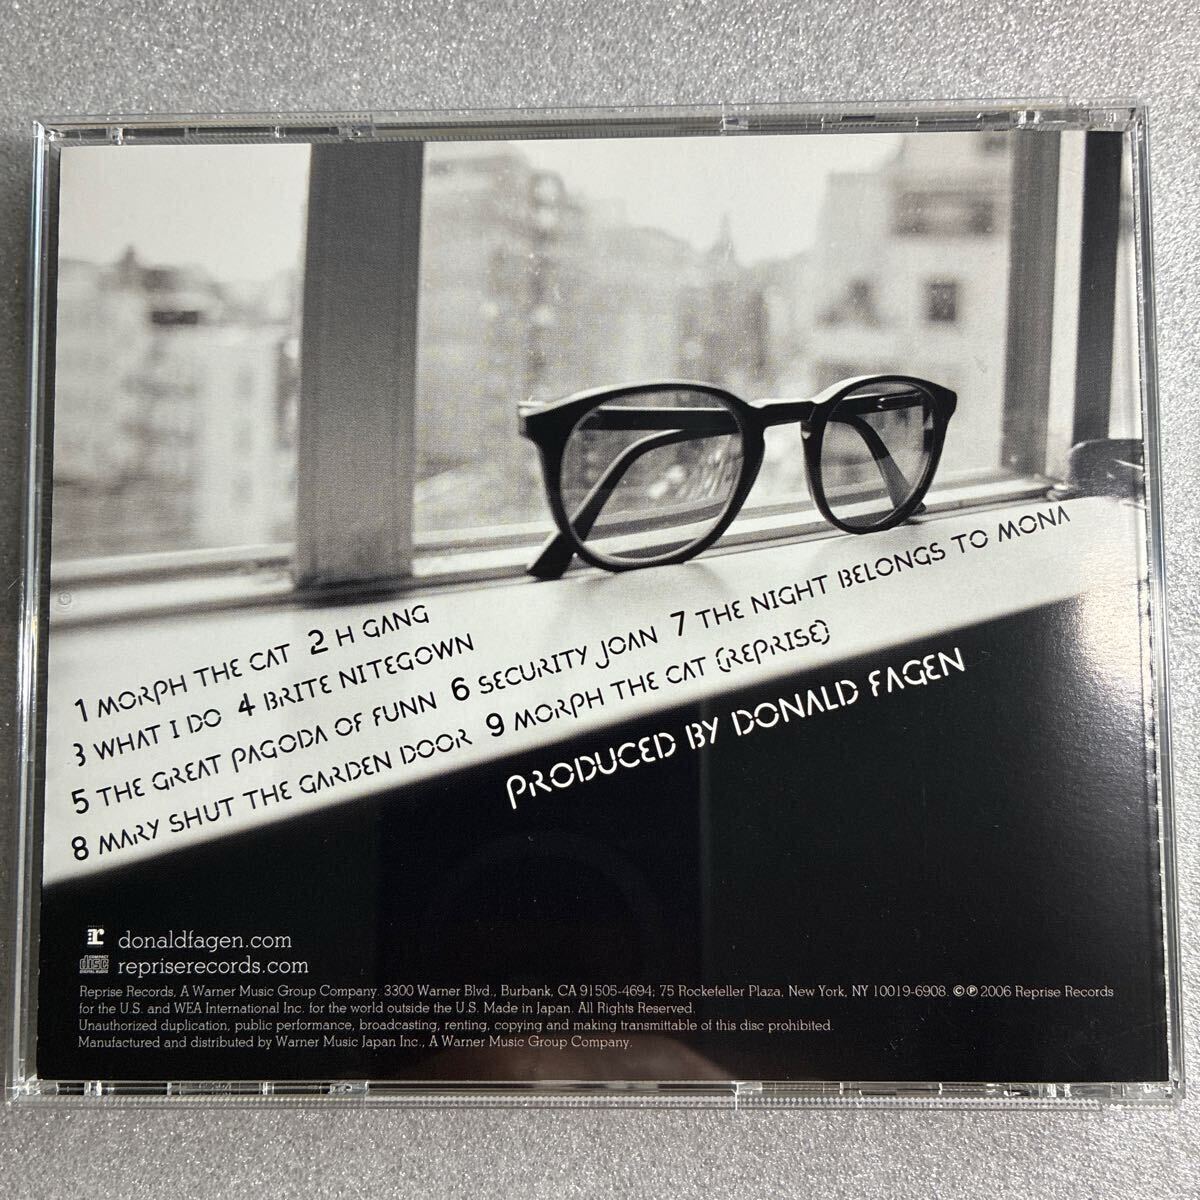 1 MORPH THE CAT 2 H GANG
3 WHAT I DO 4 BRITE NITEGOWN
5 THE GREAT PAGODA OF FUNN 6 SECURITY JOAN 7 THE NIGHT BELONGS TO MONA
8 MARY SHUT THE GARDEN DOOR 9 MORPH THE CAT (REPRISE)
PRODUCED BY DONALD FAGEN
r donaldfagen.com
COMPACT disc DIGITAL AUDIO repriserecords.com
Reprise Records, A Warner Music Group Company. 3300 Warner Blvd., Burbank, CA 91505-4694; 75 Rockefeller Plaza, New York, NY 10019-6908. ©℗ 2006 Reprise Records
for the U.S. and WEA International Inc. for the world outside the U.S. Made in Japan. All Rights Reserved.
Unauthorized duplication, public performance, broadcasting, renting, copying and making transmittable of this disc prohibited.
Manufactured and distributed by Warner Music Japan Inc., A Warner Music Group Company.